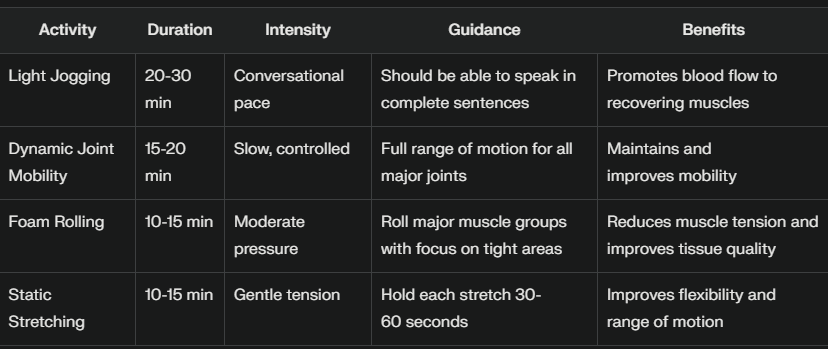 Activity Duration Intensity Guidance Benefits
Light Jogging 20-30 Conversational Should be able to speak in Promotes blood flow to
min pace complete sentences recovering muscles
Dynamic Joint 15-20 Slow, controlled Full range of motion for all Maintains and
Mobility min major joints improves mobility
Foam Rolling 10-15 min Moderate Roll major muscle groups Reduces muscle tension and
pressure with focus on tight areas improves tissue quality
Static 10-15 min Gentle tension Hold each stretch 30- Improves flexibility and
Stretching 60 seconds range of motion